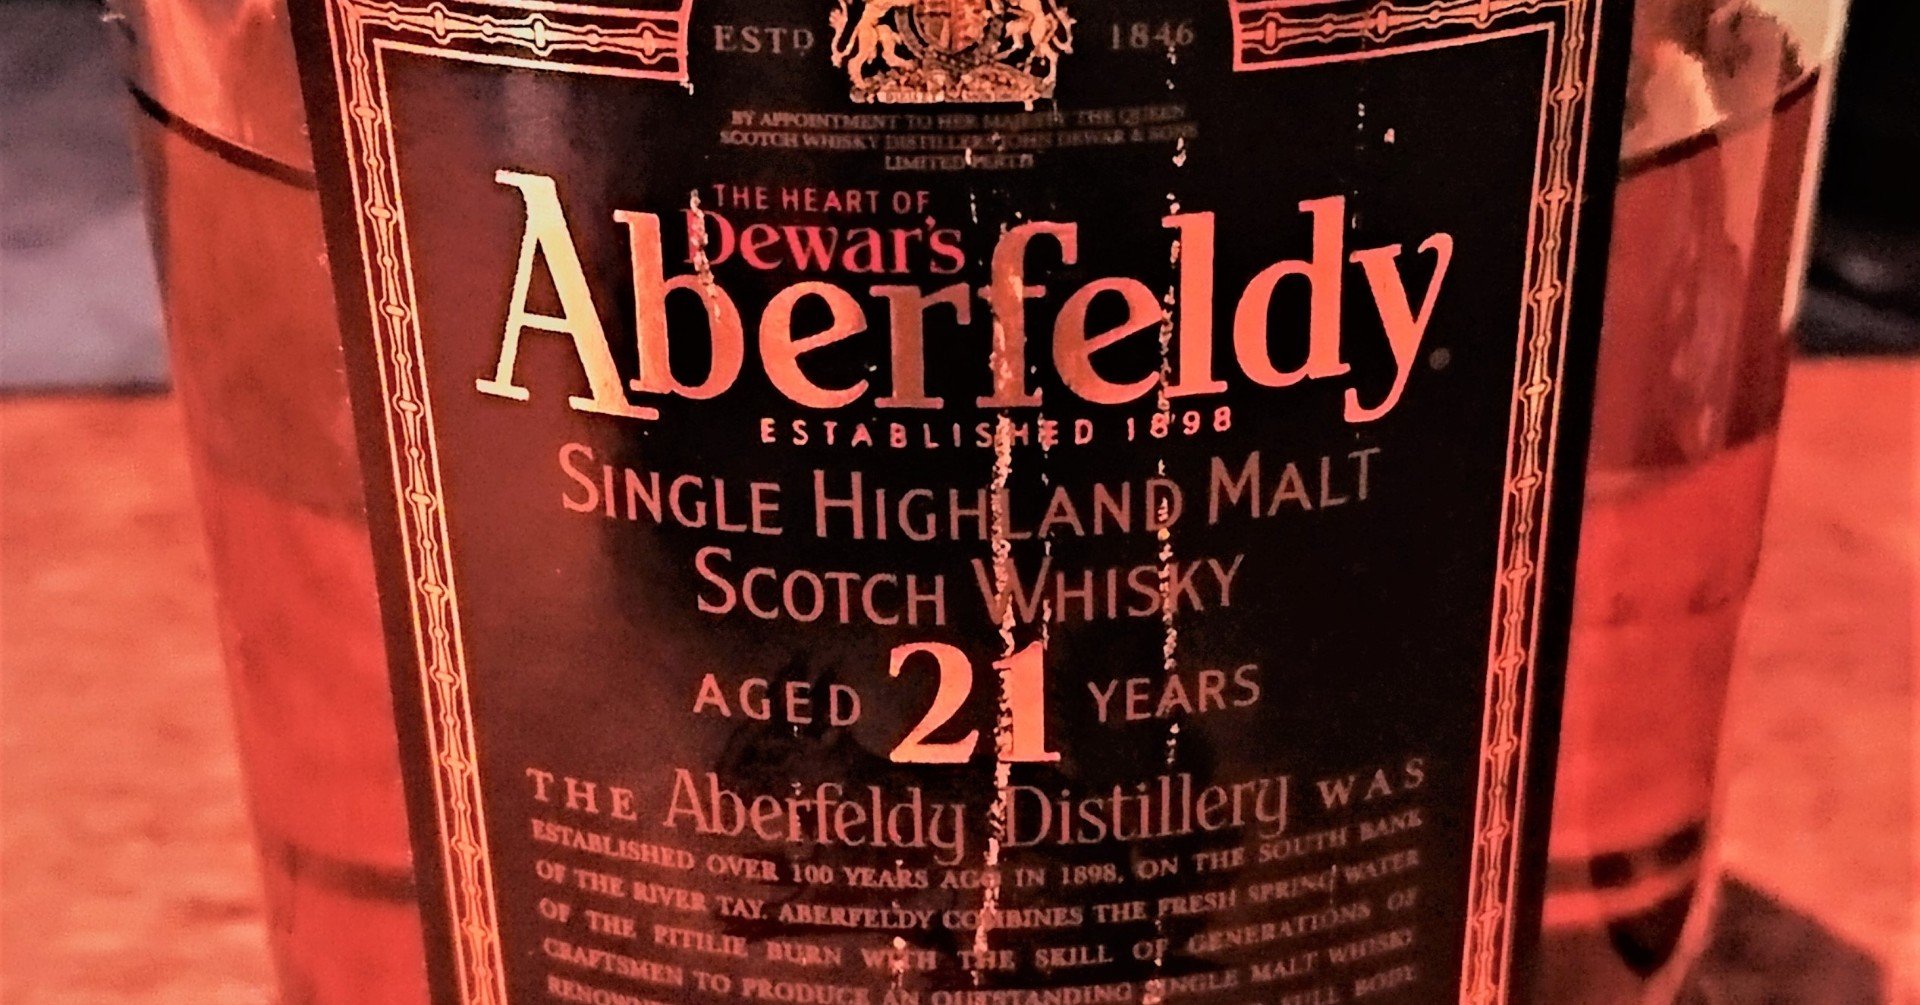 ESTD 1846
BY APPOINTMENT TO HER MAJESTY THE QUEEN
SCOTCH WHISKY DISTILLERS JOHN DEWAR & SONS
LIMITED PERTH
THE HEART OF
Dewar's
Aberfeldy
ESTABLISHED 1898
SINGLE HIGHLAND MALT
SCOTCH WHISKY
AGED 21 YEARS
THE Aberfeldy Distillery WAS
ESTABLISHED OVER 100 YEARS AGO IN 1898, ON THE SOUTH BANK
OF THE RIVER TAY. ABERFELDY COMBINES THE FRESH SPRING WATER
OF THE PITILIE BURN WITH THE SKILL OF GENERATIONS OF
CRAFTSMEN TO PRODUCE AN OUTSTANDING SINGLE MALT WHISKY
FULL BODY